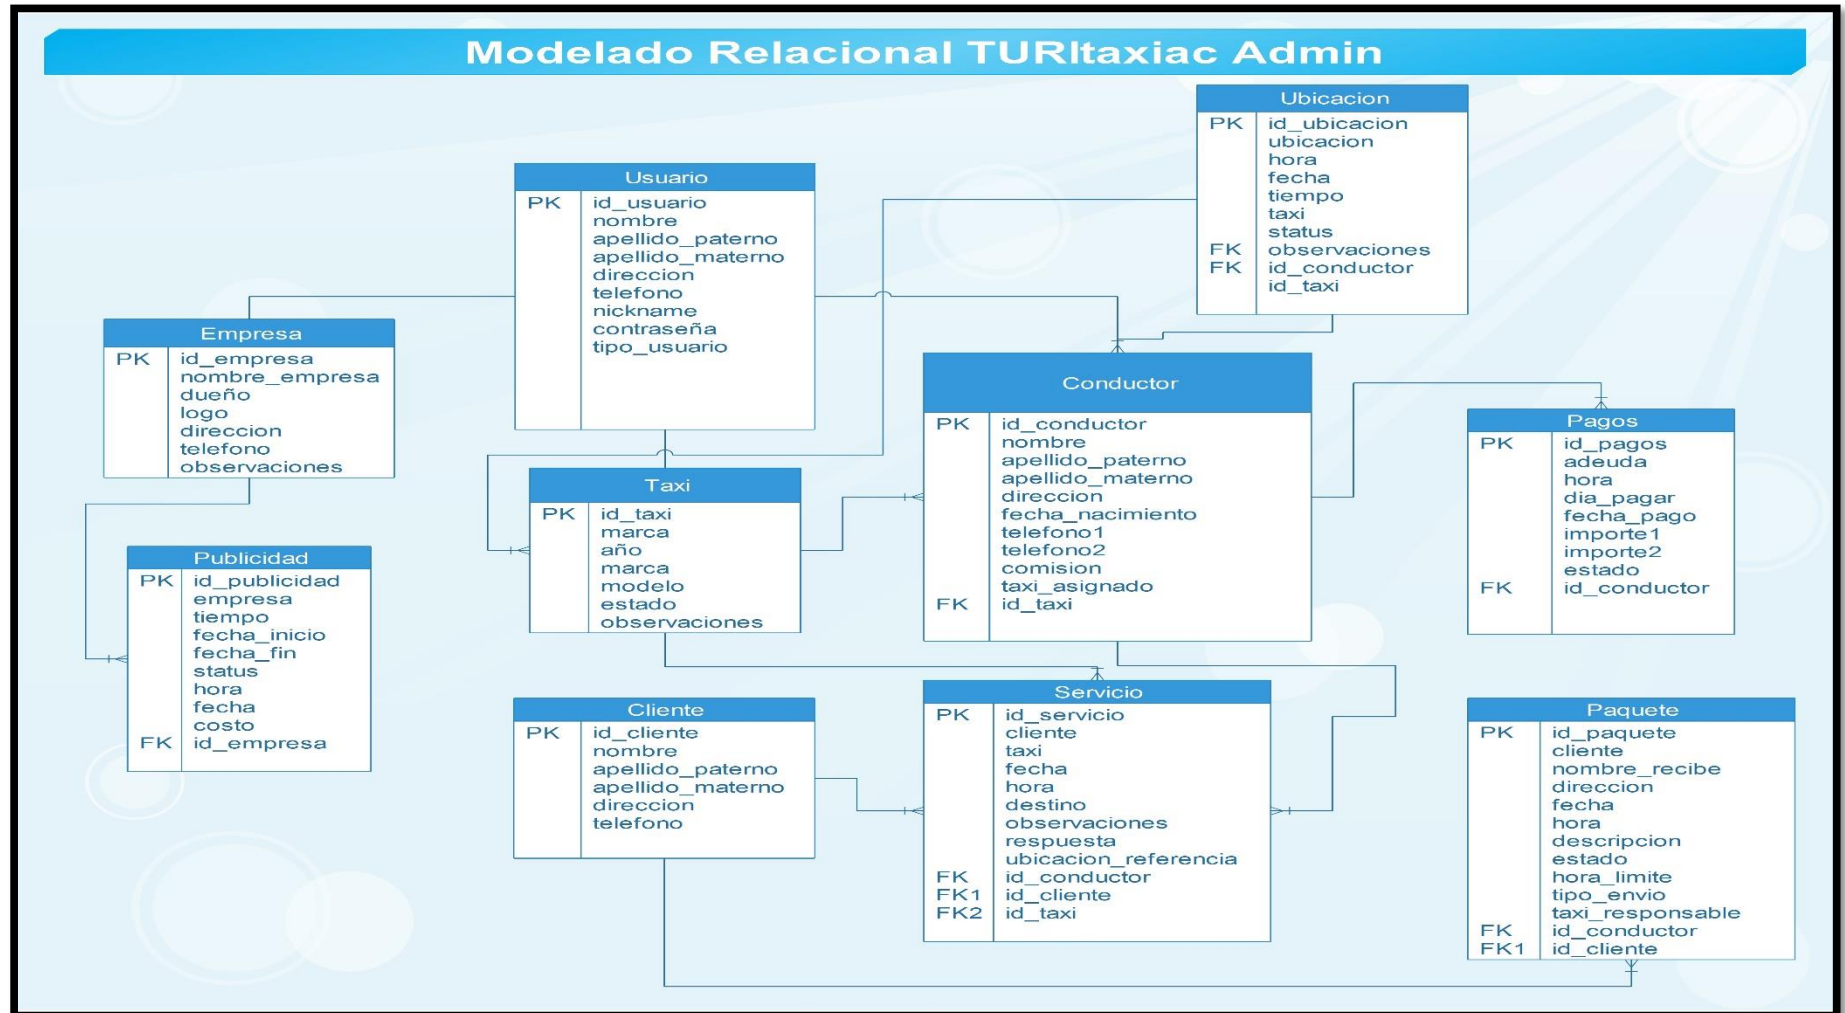 Modelado Relacional TURItaxiac Admin
Ubicacion
PK id_ubicacion
ubicacion
hora
fecha
tiempo
taxi
status
FK observaciones
FK id_conductor
id_taxi
Usuario
PK id_usuario
nombre
apellido_paterno
apellido_materno
direccion
telefono
nickname
contraseña
tipo_usuario
Empresa
PK id_empresa
nombre_empresa
dueño
logo
direccion
telefono
observaciones
Conductor
PK id_conductor
nombre
apellido_paterno
apellido_materno
direccion
fecha_nacimiento
telefono1
telefono2
comision
taxi_asignado
FK id_taxi
Pagos
PK id_pagos
adeuda
hora
dia_pagar
fecha_pago
importe1
importe2
estado
FK id_conductor
Taxi
PK id_taxi
marca
año
marca
modelo
estado
observaciones
Publicidad
PK id_publicidad
empresa
tiempo
fecha_inicio
fecha_fin
status
hora
fecha
costo
FK id_empresa
Cliente
PK id_cliente
nombre
apellido_paterno
apellido_materno
direccion
telefono
Servicio
PK id_servicio
cliente
taxi
fecha
hora
destino
observaciones
respuesta
ubicacion_referencia
FK id_conductor
FK1 id_cliente
FK2 id_taxi
Paquete
PK id_paquete
cliente
nombre_recibe
direccion
fecha
hora
descripcion
estado
hora_limite
tipo_envio
taxi_responsable
FK id_conductor
FK1 id_cliente